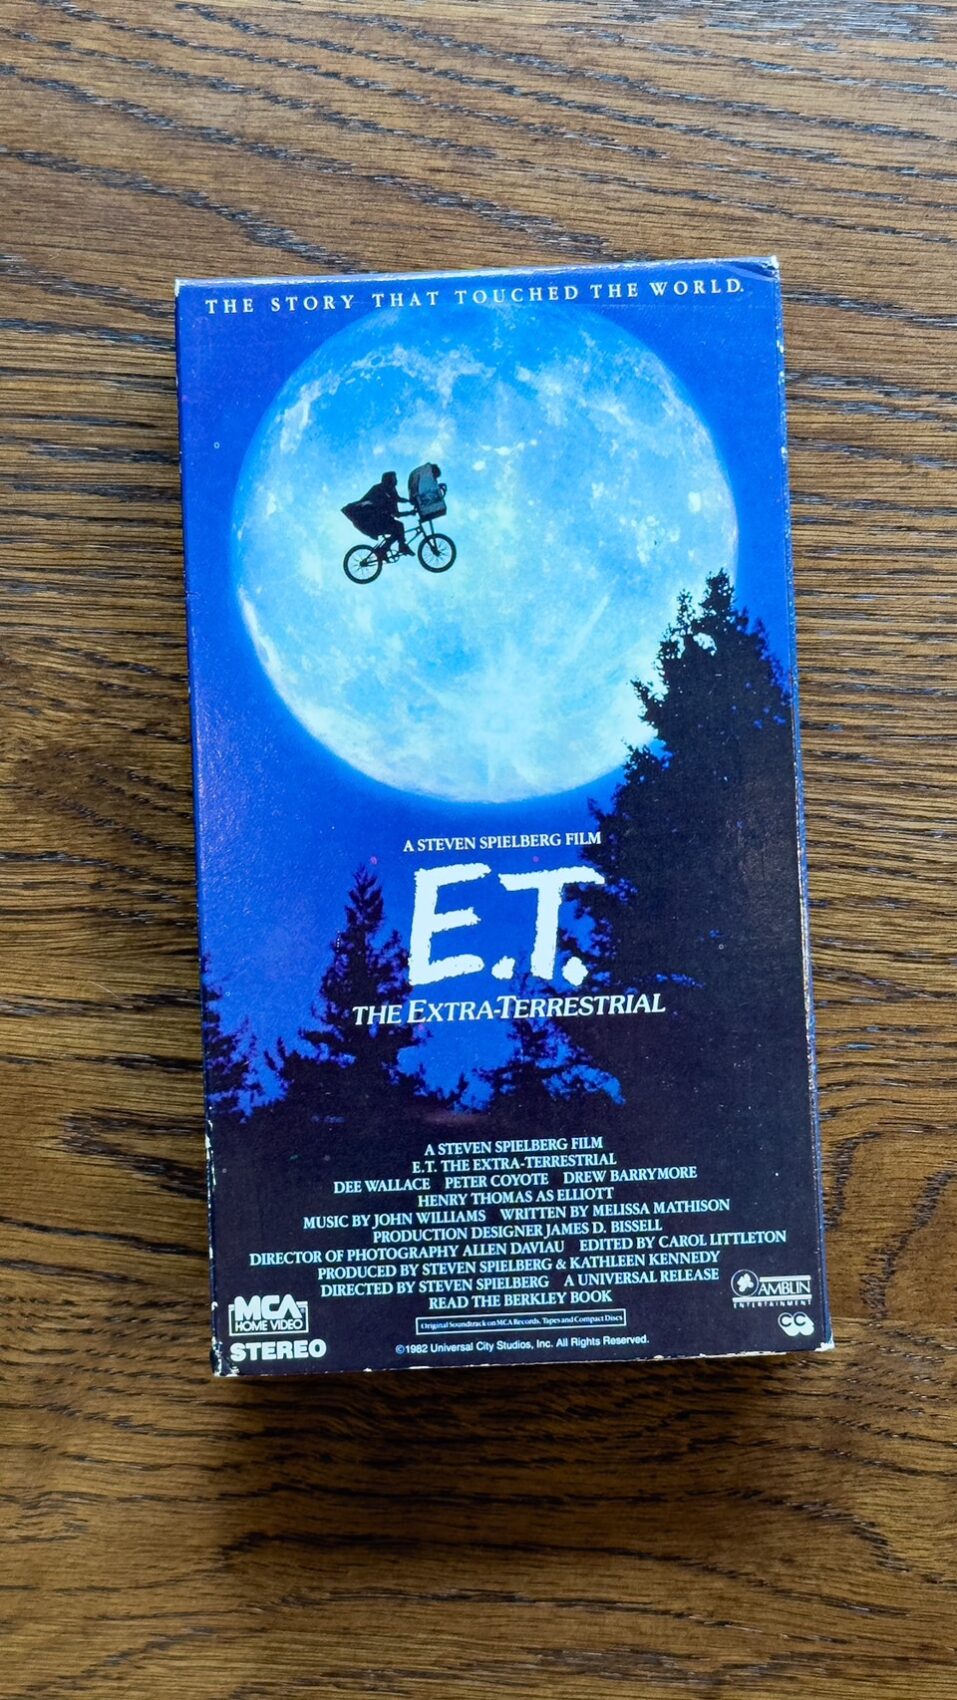 THE STORY THAT TOUCHED THE WORLD.
A STEVEN SPIELBERG FILM
E.T.
THE EXTRA-TERRESTRIAL
A STEVEN SPIELBERG FILM
E.T. THE EXTRA-TERRESTRIAL
DEE WALLACE PETER COYOTE DREW BARRYMORE
HENRY THOMAS AS ELLIOTT
MUSIC BY JOHN WILLIAMS WRITTEN BY MELISSA MATHISON
PRODUCTION DESIGNER JAMES D. BISSELL
DIRECTOR OF PHOTOGRAPHY ALLEN DAVIAU EDITED BY CAROL LITTLETON
PRODUCED BY STEVEN SPIELBERG & KATHLEEN KENNEDY
DIRECTED BY STEVEN SPIELBERG A UNIVERSAL RELEASE
READ THE BERKLEY BOOK
Original Soundtrack on MCA Records, Tapes and Compact Discs
©1982 Universal City Studios, Inc. All Rights Reserved.
MCA
HOME VIDEO
STEREO
AMBLIN
ENTERTAINMENT
CC